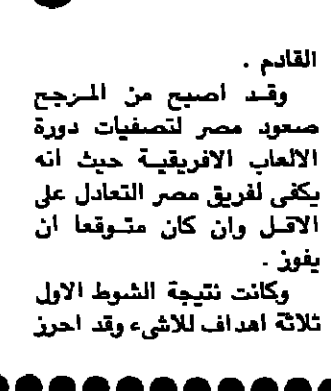 القادم .
وقد اصبح من المرجح
صعود مصر لتصفيات دورة
الالعاب الافريقية حيث انه
يكفى لفريق مصر التعادل على
الاقل وان كان متوقعا ان
يفوز .
وكانت نتيجة الشوط الاول
ثلاثة اهداف للاشىء وقد احرز